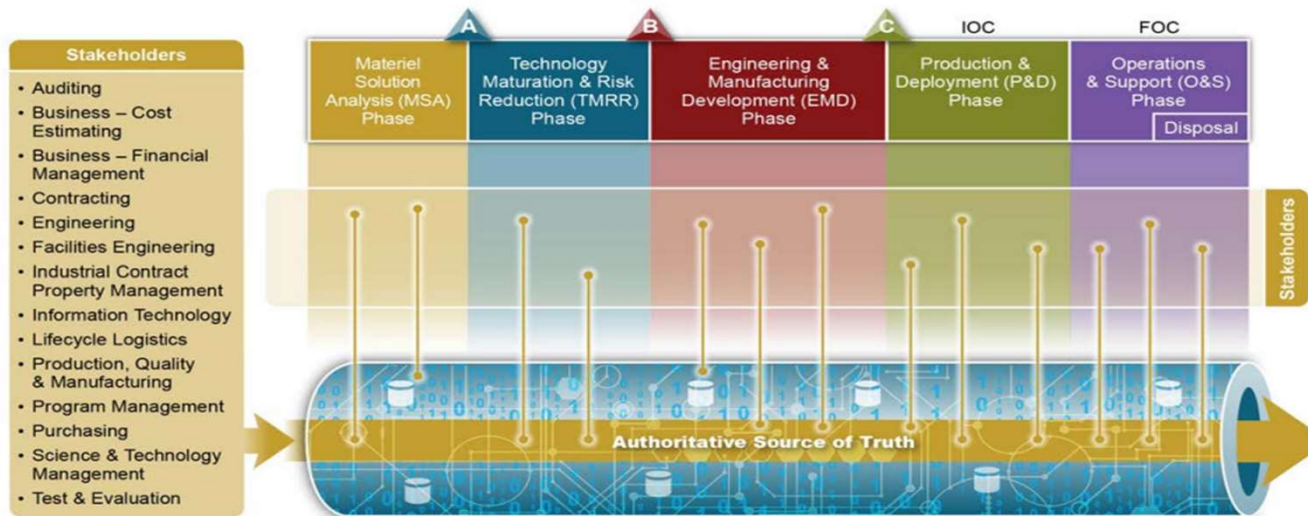 Stakeholders
• Auditing
• Business – Cost
Estimating
• Business – Financial
Management
• Contracting
• Engineering
• Facilities Engineering
• Industrial Contract
Property Management
• Information Technology
• Lifecycle Logistics
• Production, Quality
& Manufacturing
• Program Management
• Purchasing
• Science & Technology
Management
• Test & Evaluation
A
B
C
IOC
FOC
Materiel
Solution
Analysis (MSA)
Phase
Technology
Maturation & Risk
Reduction (TMRR)
Phase
Engineering &
Manufacturing
Development (EMD)
Phase
Production &
Deployment (P&D)
Phase
Operations
& Support (O&S)
Phase
Disposal
Stakeholders
Authoritative Source of Truth